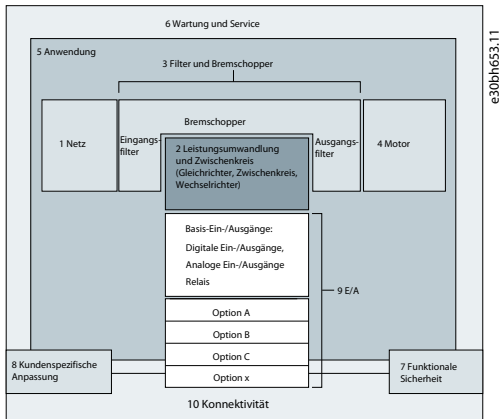 6 Wartung und Service
5 Anwendung
3 Filter und Bremschopper
Bremschopper
1 Netz
Eingangs-
filter
2 Leistungsumwandlung
und Zwischenkreis
(Gleichrichter, Zwischenkreis,
Wechselrichter)
Ausgangs-
filter
4 Motor
Basis-Ein-/Ausgänge:
Digitale Ein-/Ausgänge,
Analoge Ein-/Ausgänge
Relais
9 E/A
Option A
Option B
Option C
Option x
8 Kundenspezifische
Anpassung
7 Funktionale
Sicherheit
10 Konnektivität
e30bh653.11